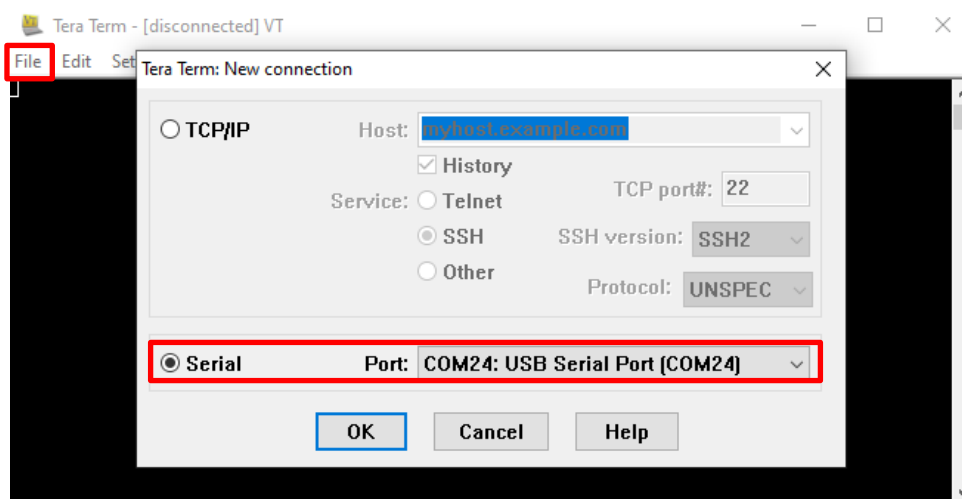 Tera Term - [disconnected] VT
File Edit Set
Tera Term: New connection
TCP/IP Host: myhost.example.com
History
Service: Telnet TCP port#: 22
SSH SSH version: SSH2
Other Protocol: UNSPEC
Serial Port: COM24: USB Serial Port (COM24)
OK Cancel Help